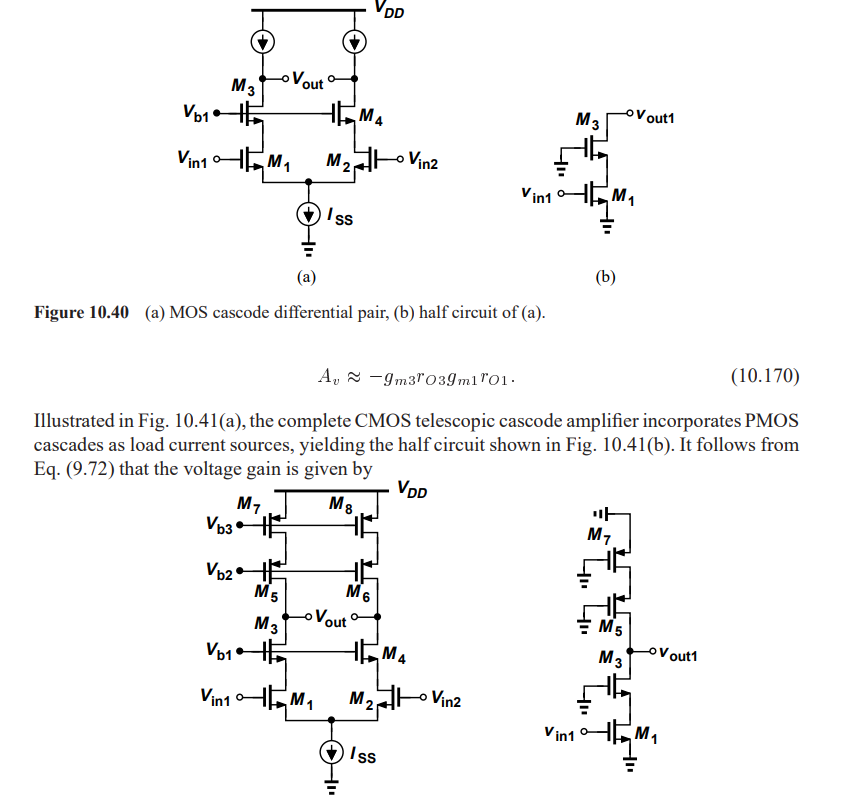 V_DD
M_3
V_out
V_b1
M_4
V_in1
M_1
M_2
V_in2
I_SS
M_3
v_out1
v_in1
M_1
(a)
(b)
Figure 10.40 (a) MOS cascode differential pair, (b) half circuit of (a).
A_v ≈ −g_m3 r_O3 g_m1 r_O1. (10.170)
Illustrated in Fig. 10.41(a), the complete CMOS telescopic cascode amplifier incorporates PMOS
cascades as load current sources, yielding the half circuit shown in Fig. 10.41(b). It follows from
Eq. (9.72) that the voltage gain is given by
V_DD
M_7
M_8
V_b3
V_b2
M_5
M_6
M_3
V_out
V_b1
M_4
V_in1
M_1
M_2
V_in2
I_SS
M_7
M_5
M_3
v_out1
v_in1
M_1